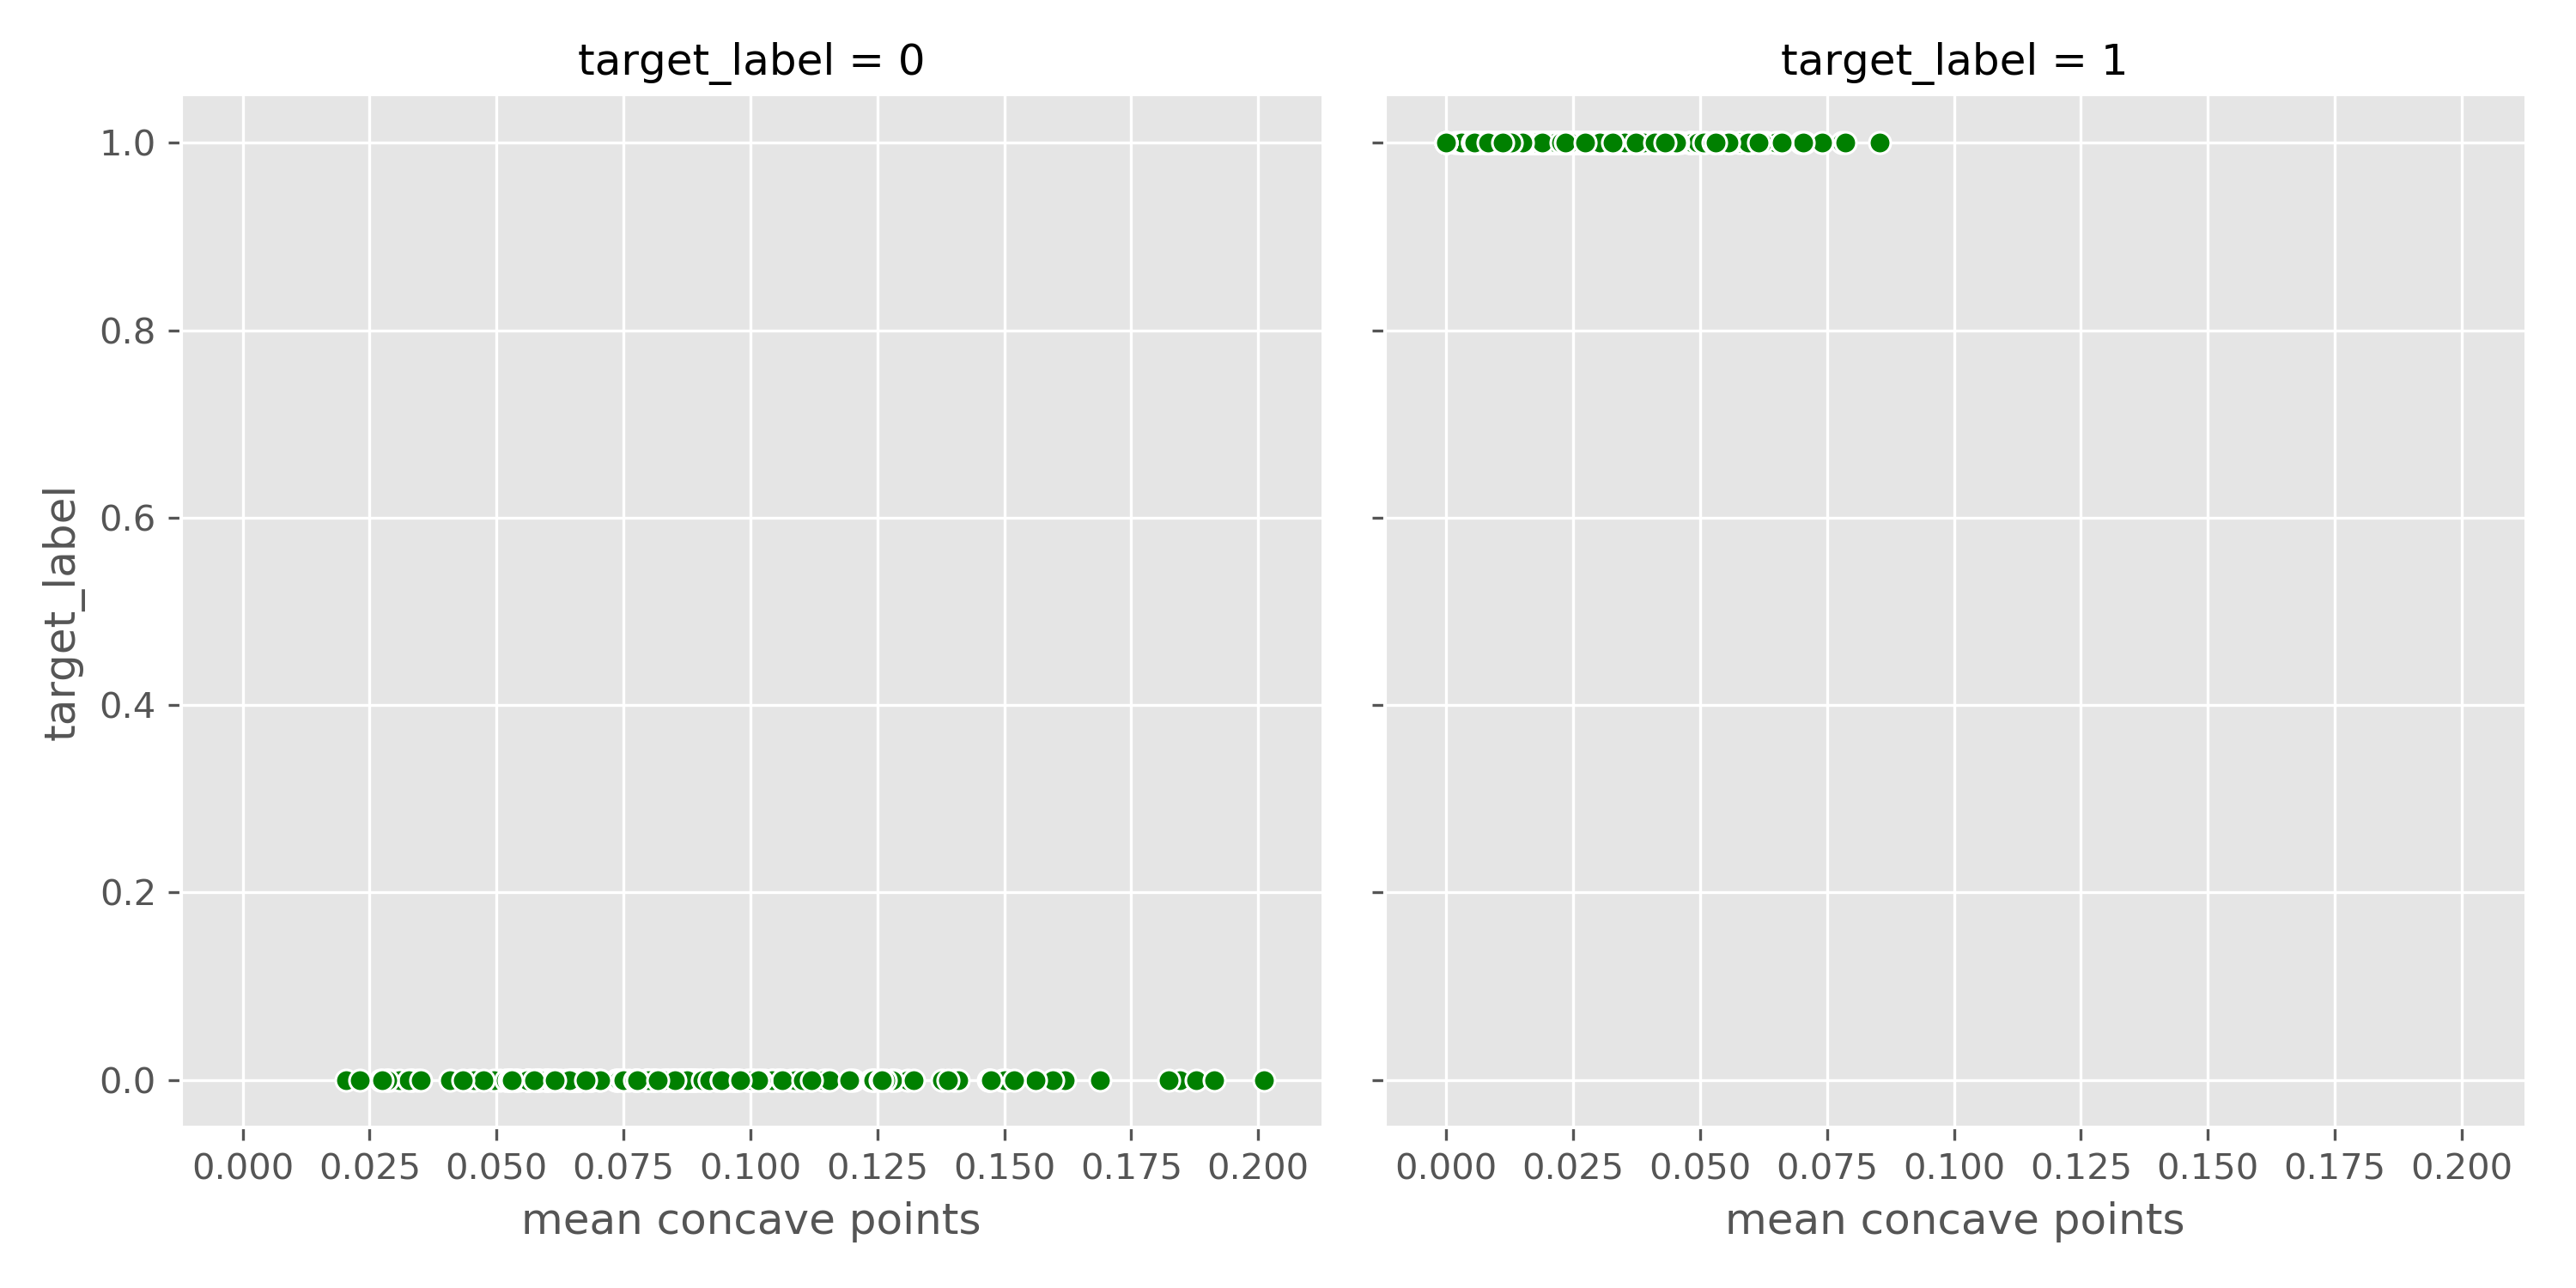 target_label = 0
target_label = 1
target_label
1.0
0.8
0.6
0.4
0.2
0.0
0.000 0.025 0.050 0.075 0.100 0.125 0.150 0.175 0.200
0.000 0.025 0.050 0.075 0.100 0.125 0.150 0.175 0.200
mean concave points
mean concave points